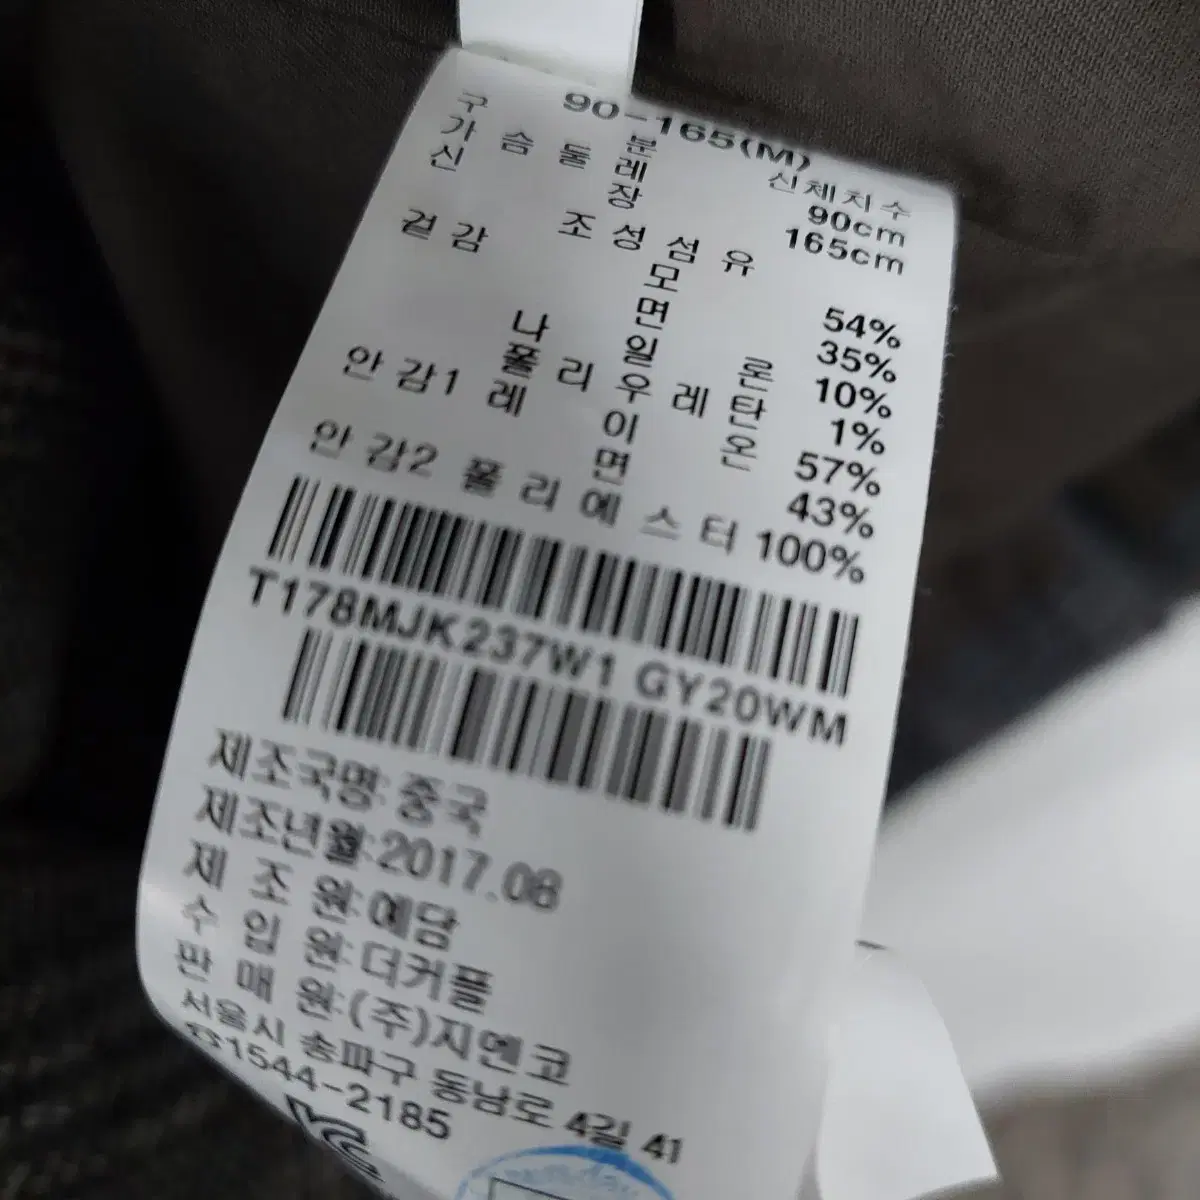 90-165(M)
구 분 신체치수
가 슴 둘 레 90cm
신 장 165cm
겉 감 조 성 섬 유
모 54%
면 35%
나 일 론 10%
폴 리 우 레 탄 1%
안 감1 레 이 온 57%
면 43%
안 감2 폴 리 에 스 터 100%
T178MJK237W1 GY20WM
제조국명:중국
제조년월:2017.08
제 조 원:예담
수 입 원:더커플
판 매 원:(주)지엔코
서울시 송파구 동남로 4길 41
☎1544-2185